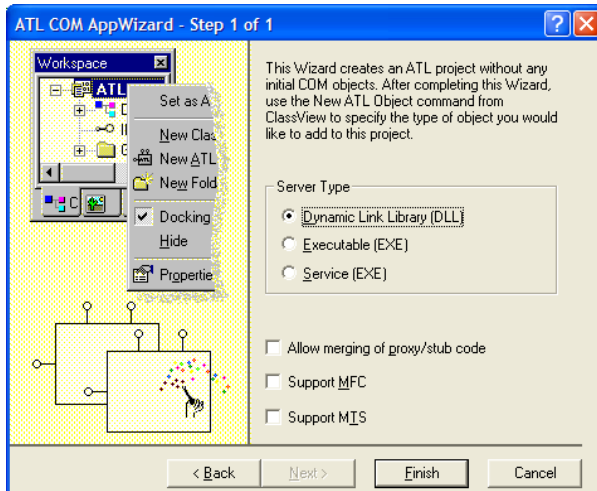 ATL COM AppWizard - Step 1 of 1
Workspace
ATL
Set as A
New Clas
New ATL
New Fold
Docking
Hide
Propertie
This Wizard creates an ATL project without any
initial COM objects. After completing this Wizard,
use the New ATL Object command from
ClassView to specify the type of object you would
like to add to this project.
Server Type
Dynamic Link Library (DLL)
Executable (EXE)
Service (EXE)
Allow merging of proxy/stub code
Support MFC
Support MTS
< Back
Next >
Finish
Cancel